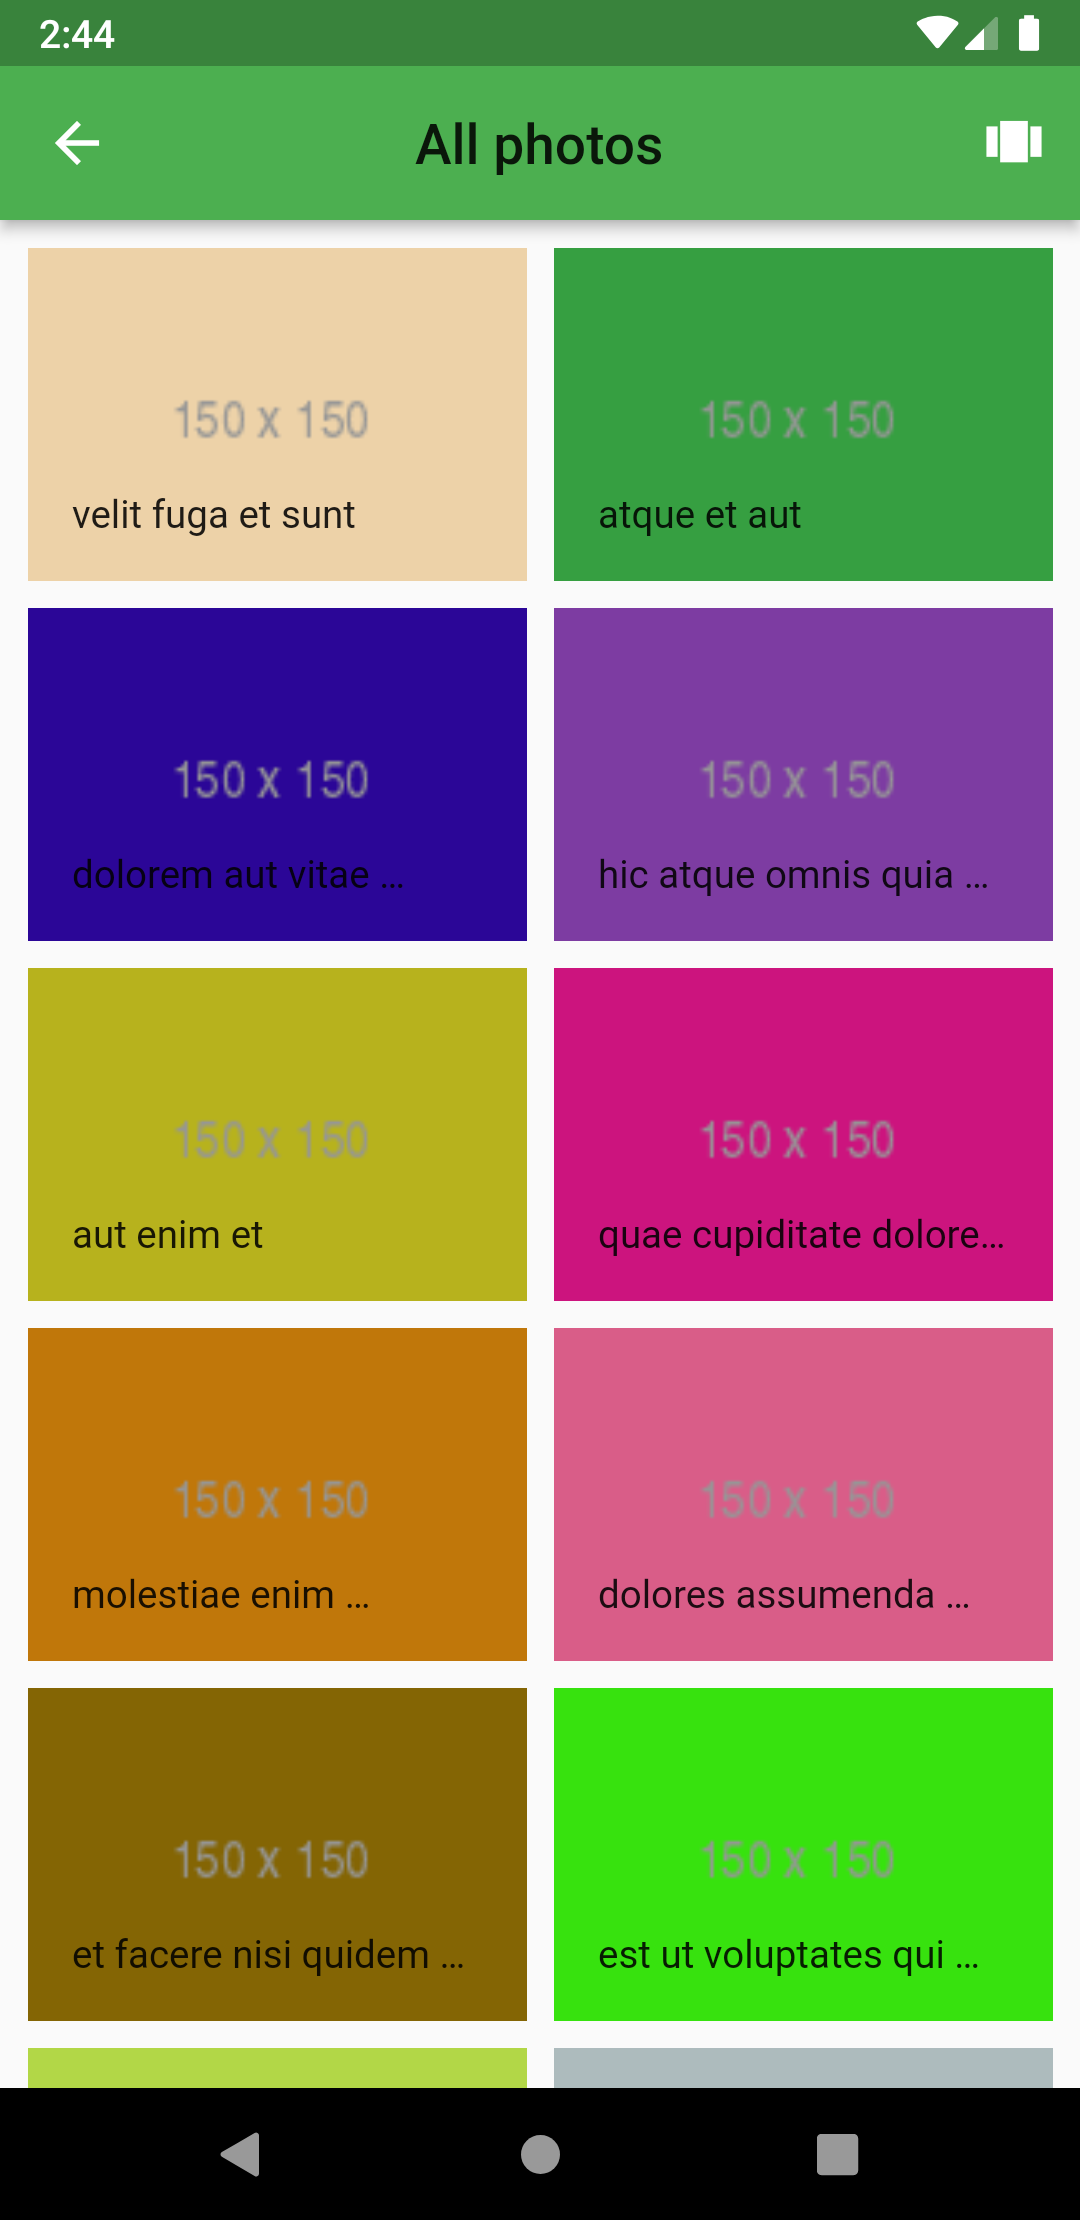 2:44
All photos
150 x 150
velit fuga et sunt
150 x 150
atque et aut
150 x 150
dolorem aut vitae ...
150 x 150
hic atque omnis quia ...
150 x 150
aut enim et
150 x 150
quae cupiditate dolore...
150 x 150
molestiae enim ...
150 x 150
dolores assumenda ...
150 x 150
et facere nisi quidem ...
150 x 150
est ut voluptates qui ...